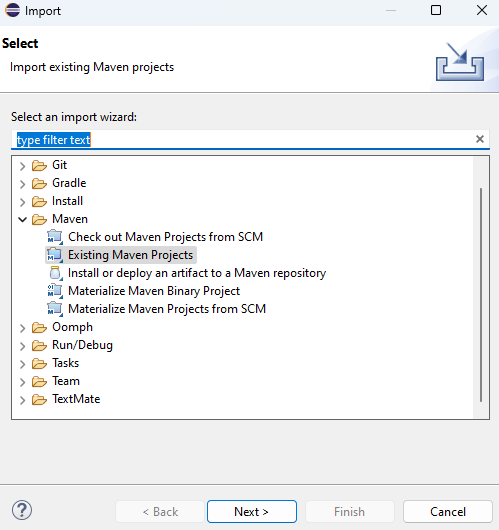 Import
Select
Import existing Maven projects
Select an import wizard:
type filter text
Git
Gradle
Install
Maven
Check out Maven Projects from SCM
Existing Maven Projects
Install or deploy an artifact to a Maven repository
Materialize Maven Binary Project
Materialize Maven Projects from SCM
Oomph
Run/Debug
Tasks
Team
TextMate
< Back
Next >
Finish
Cancel